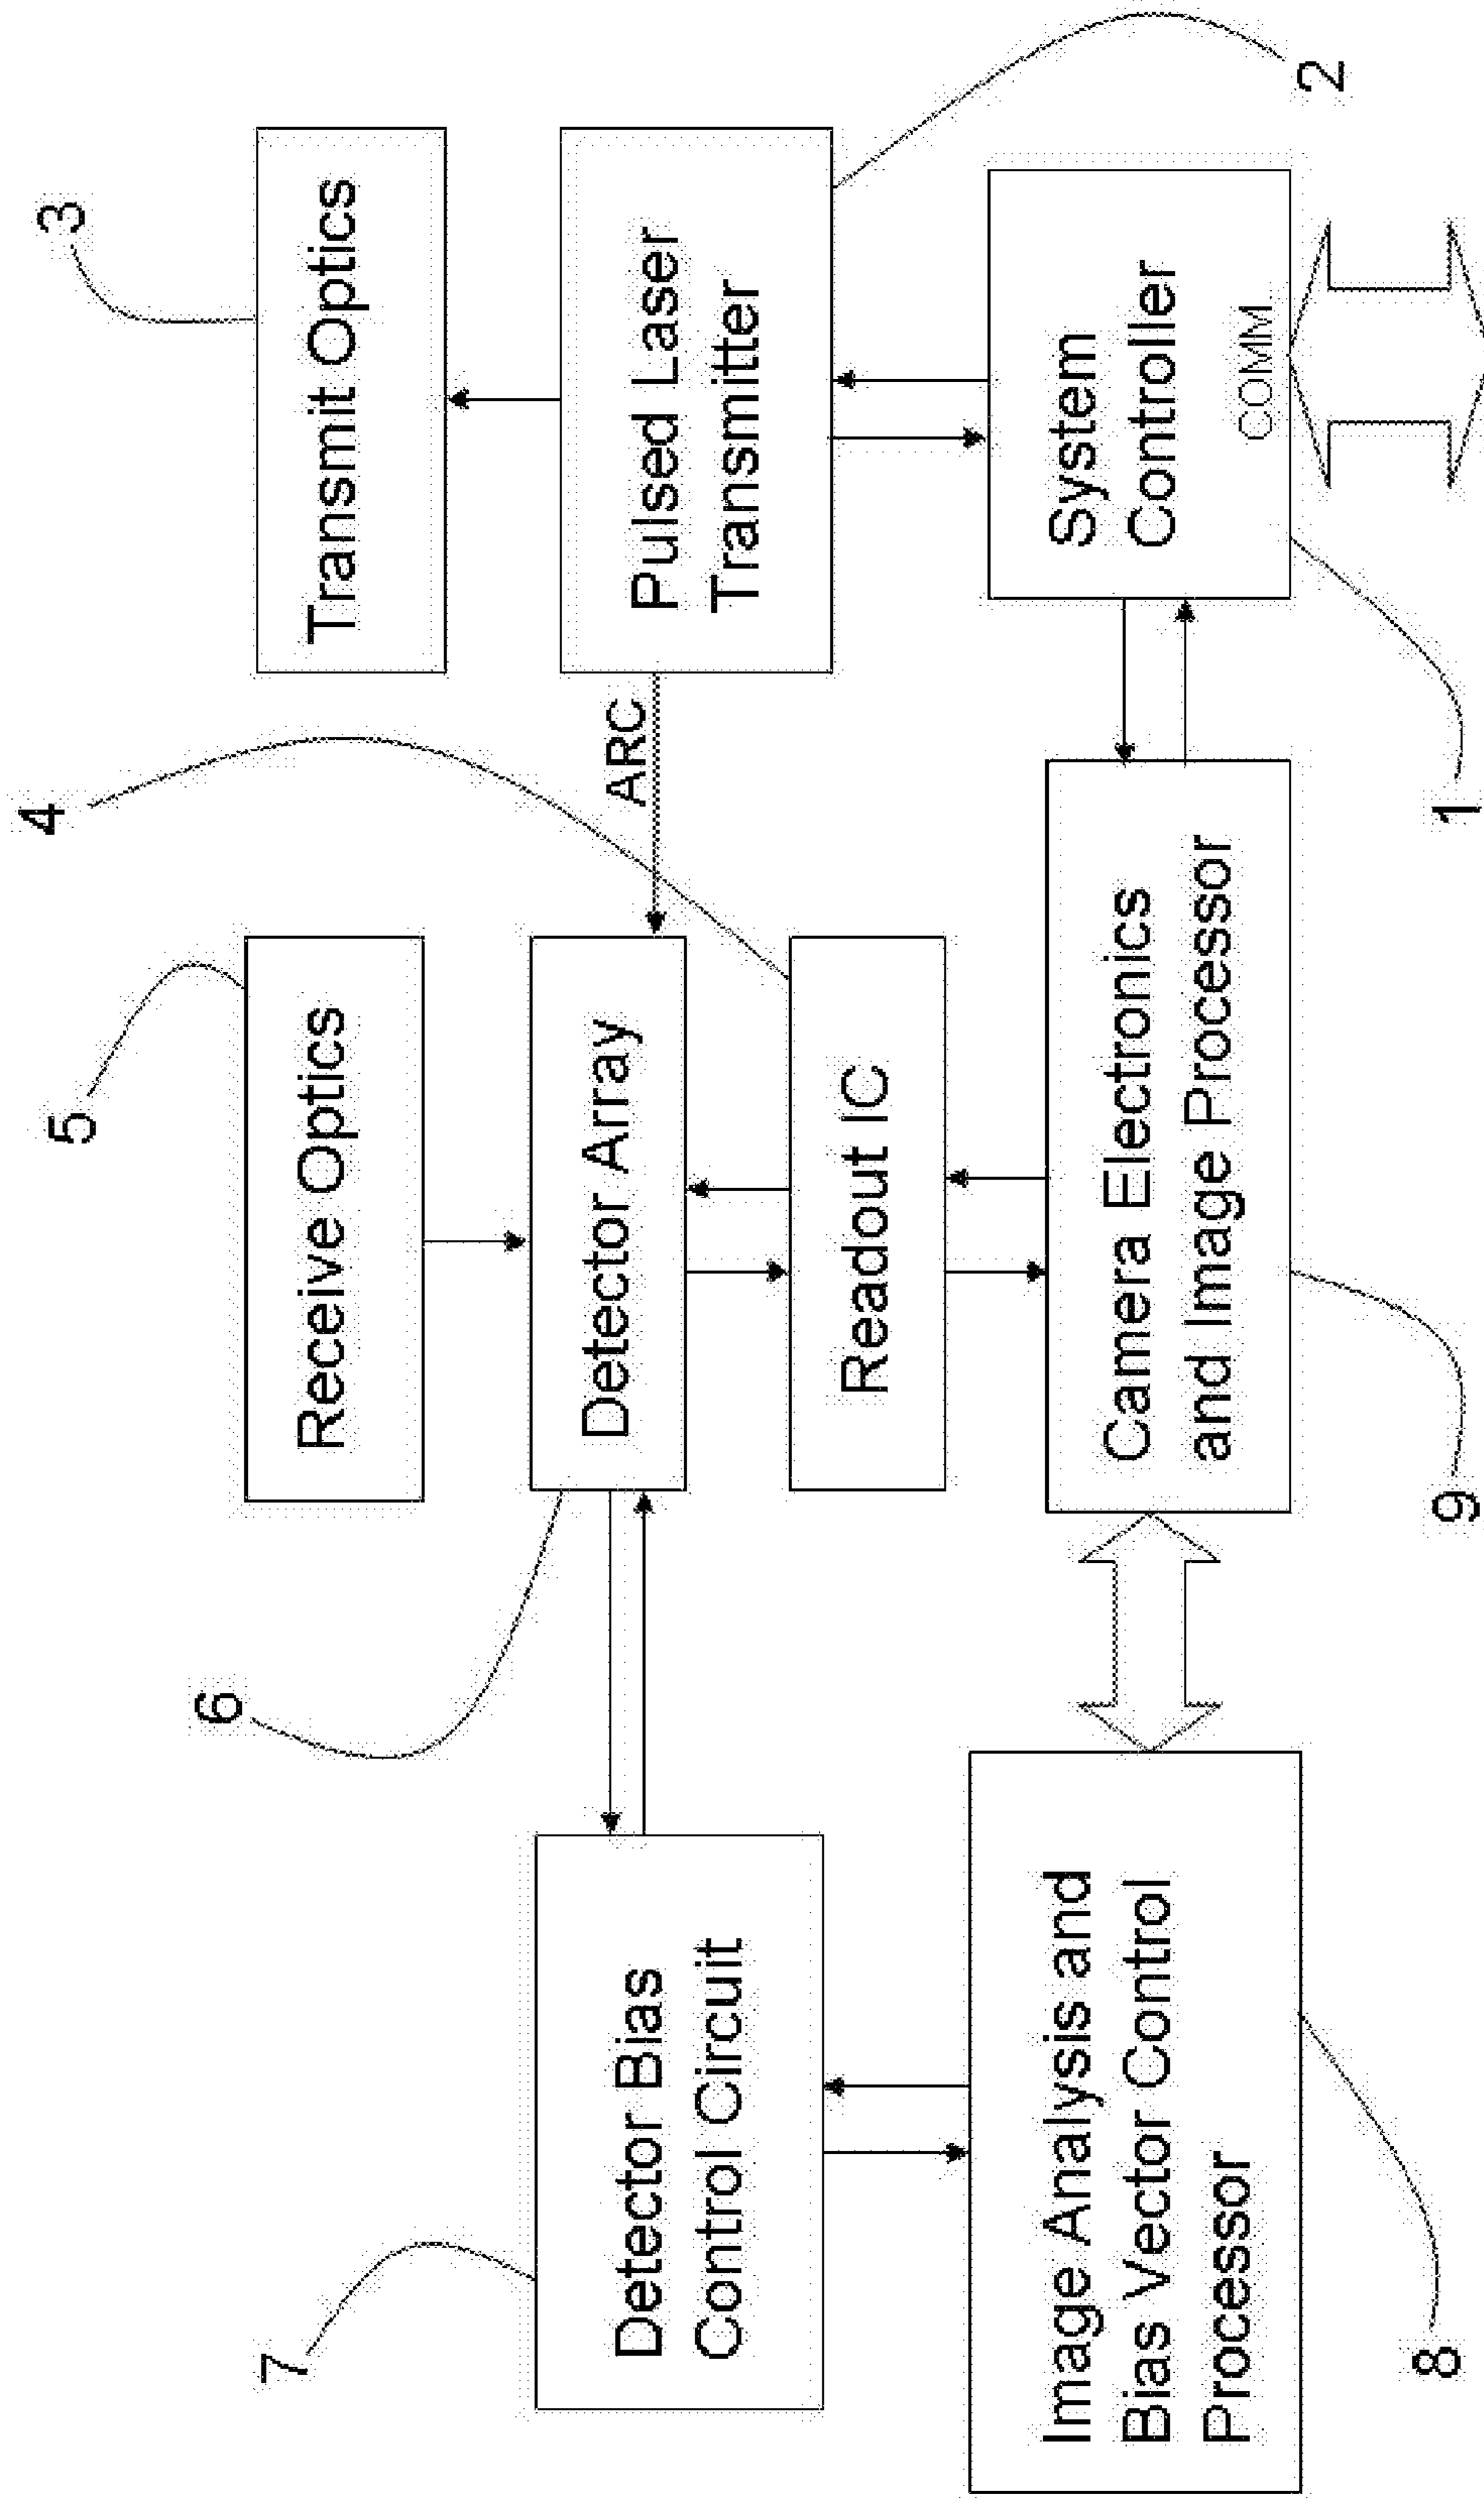 7
Detector Bias
Control Circuit
Image Analysis and
Bias Vector Control
Processor
8
6
5
Receive Optics
Detector Array
Readout IC
Camera Electronics
and Image Processor
9
4
ARC
3
Transmit Optics
Pulsed Laser
Transmitter
2
System
Controller
COMM
1